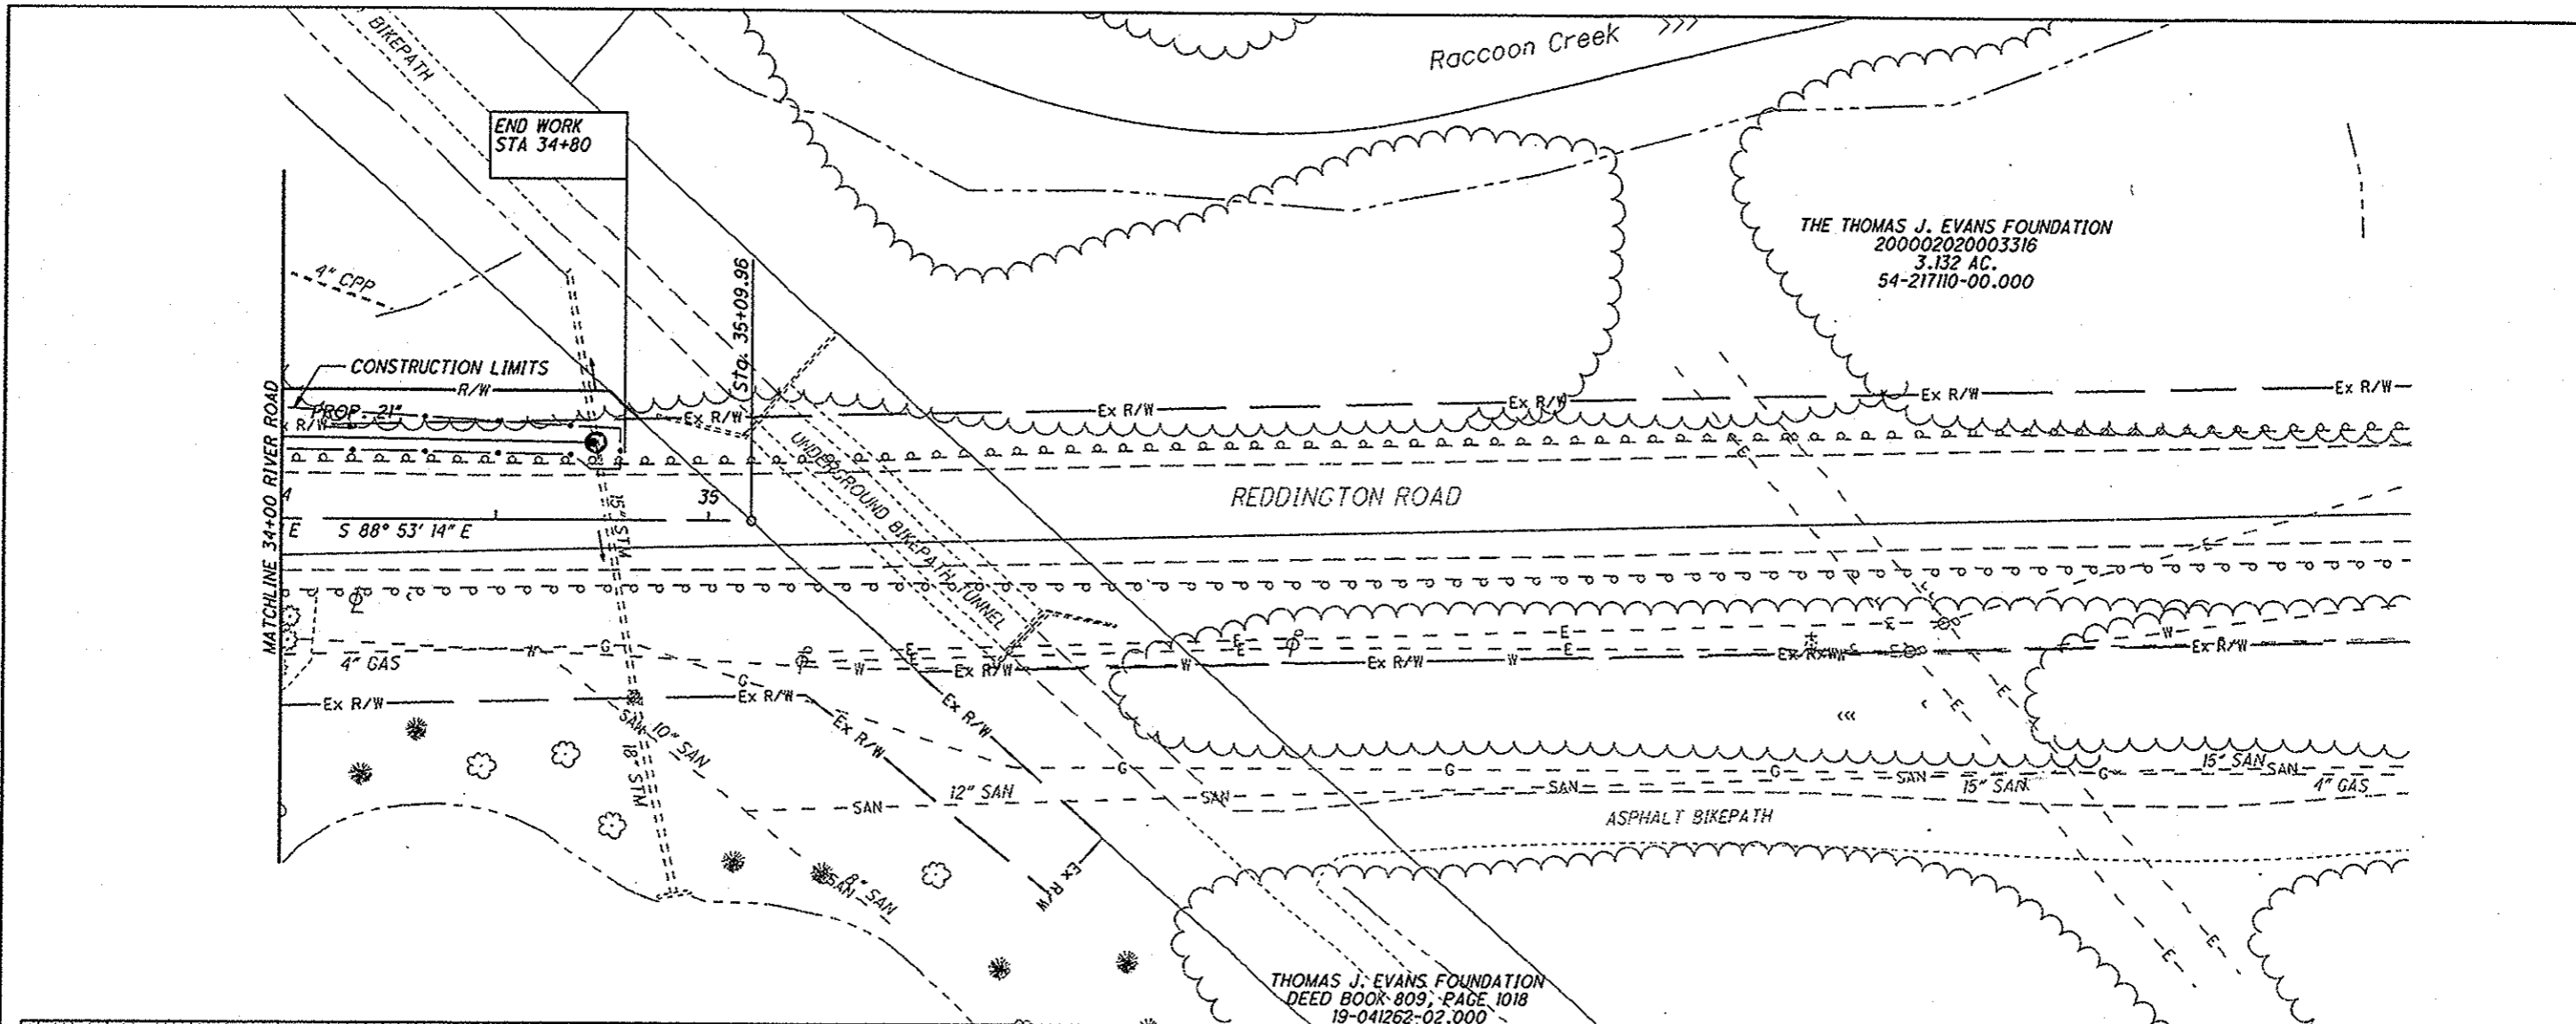 BIKEPATH
Raccoon Creek >>>
END WORK
STA 34+80
THE THOMAS J. EVANS FOUNDATION
200002020003316
3.132 AC.
54-217110-00.000
4" CPP
Sta. 35+09.96
CONSTRUCTION LIMITS
R/W
PROP. 21"
Ex R/W
Ex R/W
Ex R/W
Ex R/W
Ex R/W
MATCHLINE 34+00 RIVER ROAD
UNDERGROUND BIKEPATH TUNNEL
REDDINGTON ROAD
35
15" STM
E S 88° 53' 14" E
4" GAS
W
G
E
W
E
Ex R/W
W
E
Ex R/W
W
E
E
W
Ex R/W
Ex R/W
G
Ex R/W
Ex R/W
Ex R/W
SAN
10" SAN
18" STM
E
E
G
G
G
SAN
15" SAN
G
15" SAN
SAN
4" GAS
SAN
12" SAN
SAN
SAN
ASPHALT BIKEPATH
SAN
8" SAN
Ex R/W
E
E
THOMAS J. EVANS FOUNDATION
DEED BOOK 809, PAGE 1018
19-041262-02.000